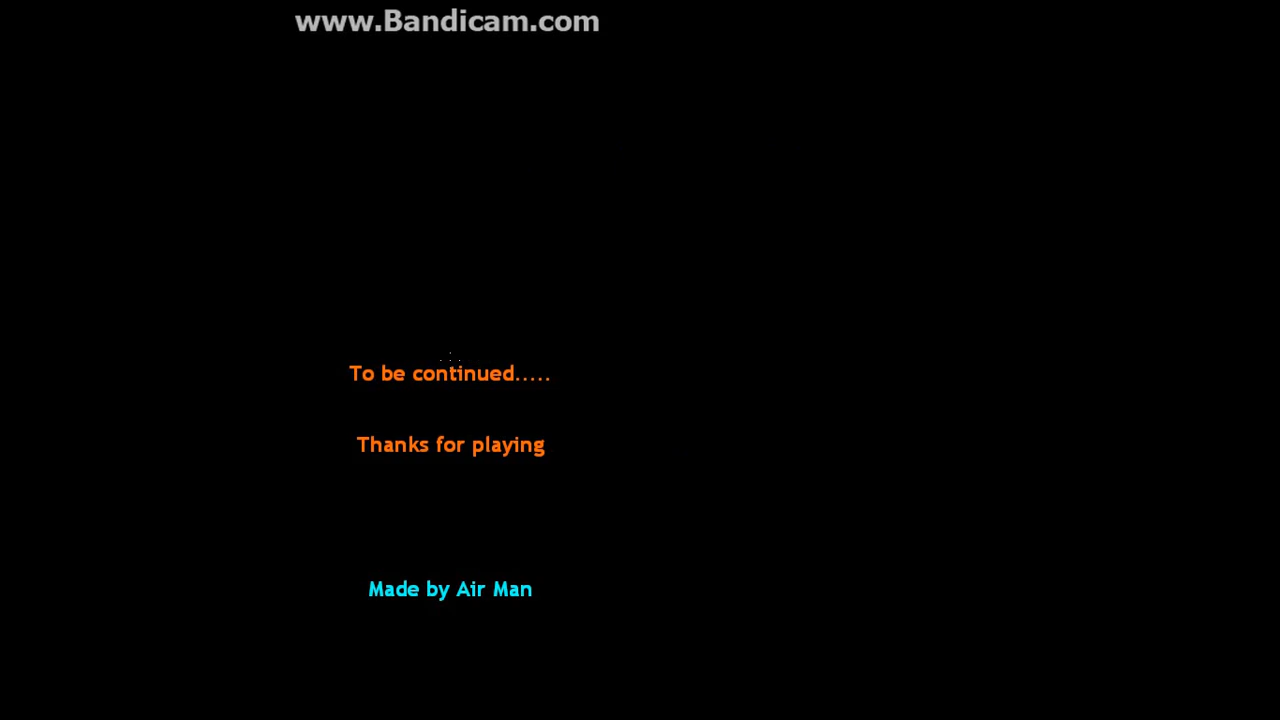 www.Bandicam.com
To be continued.....
Thanks for playing
Made by Air Man